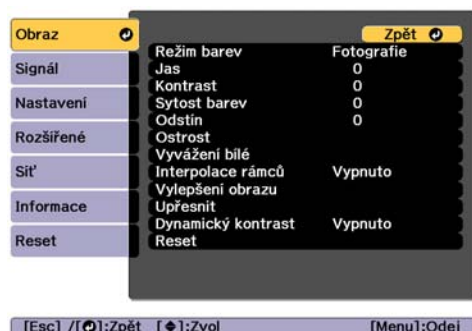 Obraz
Signál
Nastavení
Rozšířené
Síť
Informace
Reset
Zpět
Režim barev Fotografie
Jas 0
Kontrast 0
Sytost barev 0
Odstín 0
Ostrost
Vyvážení bílé
Interpolace rámců Vypnuto
Vylepšení obrazu
Upřesnit
Dynamický kontrast Vypnuto
Reset
[Esc] /[ ]:Zpět [ ]:Zvol [Menu]:Odej